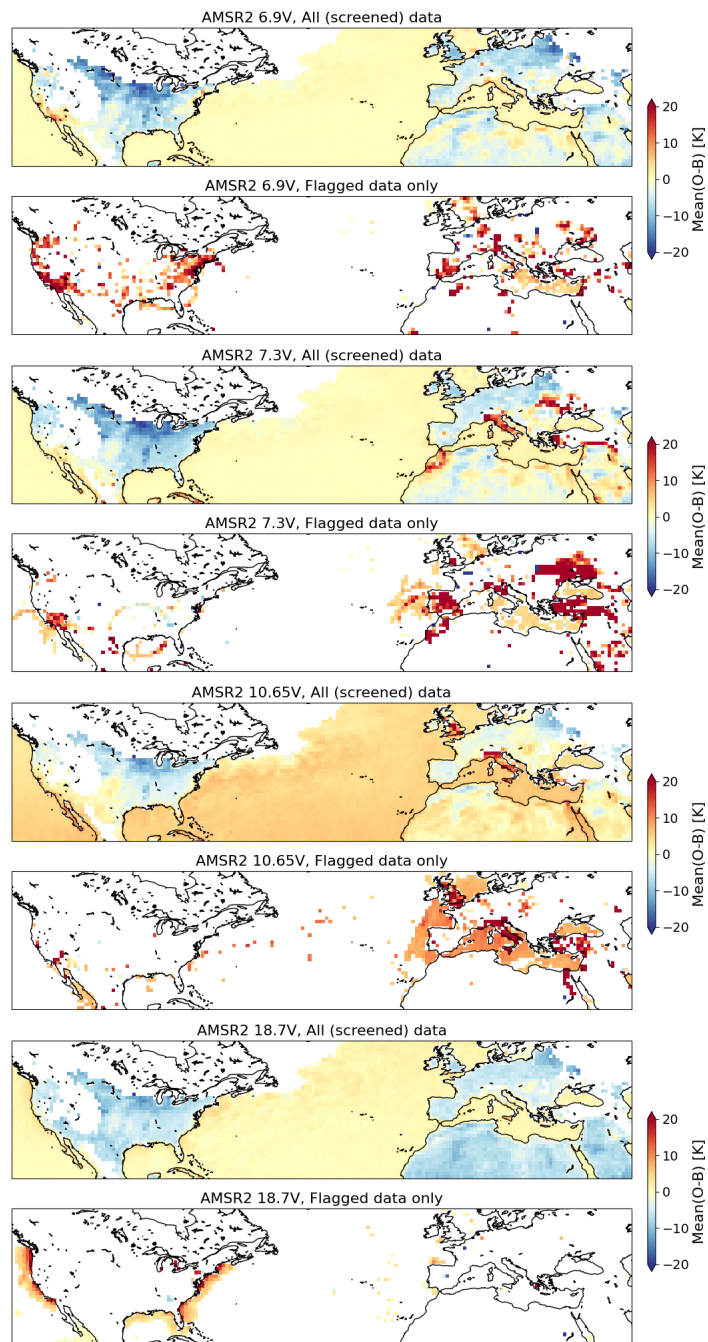 AMSR2 6.9V, All (screened) data
AMSR2 6.9V, Flagged data only
20
10
0
−10
−20
Mean(O-B) [K]
AMSR2 7.3V, All (screened) data
AMSR2 7.3V, Flagged data only
20
10
0
−10
−20
Mean(O-B) [K]
AMSR2 10.65V, All (screened) data
AMSR2 10.65V, Flagged data only
20
10
0
−10
−20
Mean(O-B) [K]
AMSR2 18.7V, All (screened) data
AMSR2 18.7V, Flagged data only
20
10
0
−10
−20
Mean(O-B) [K]